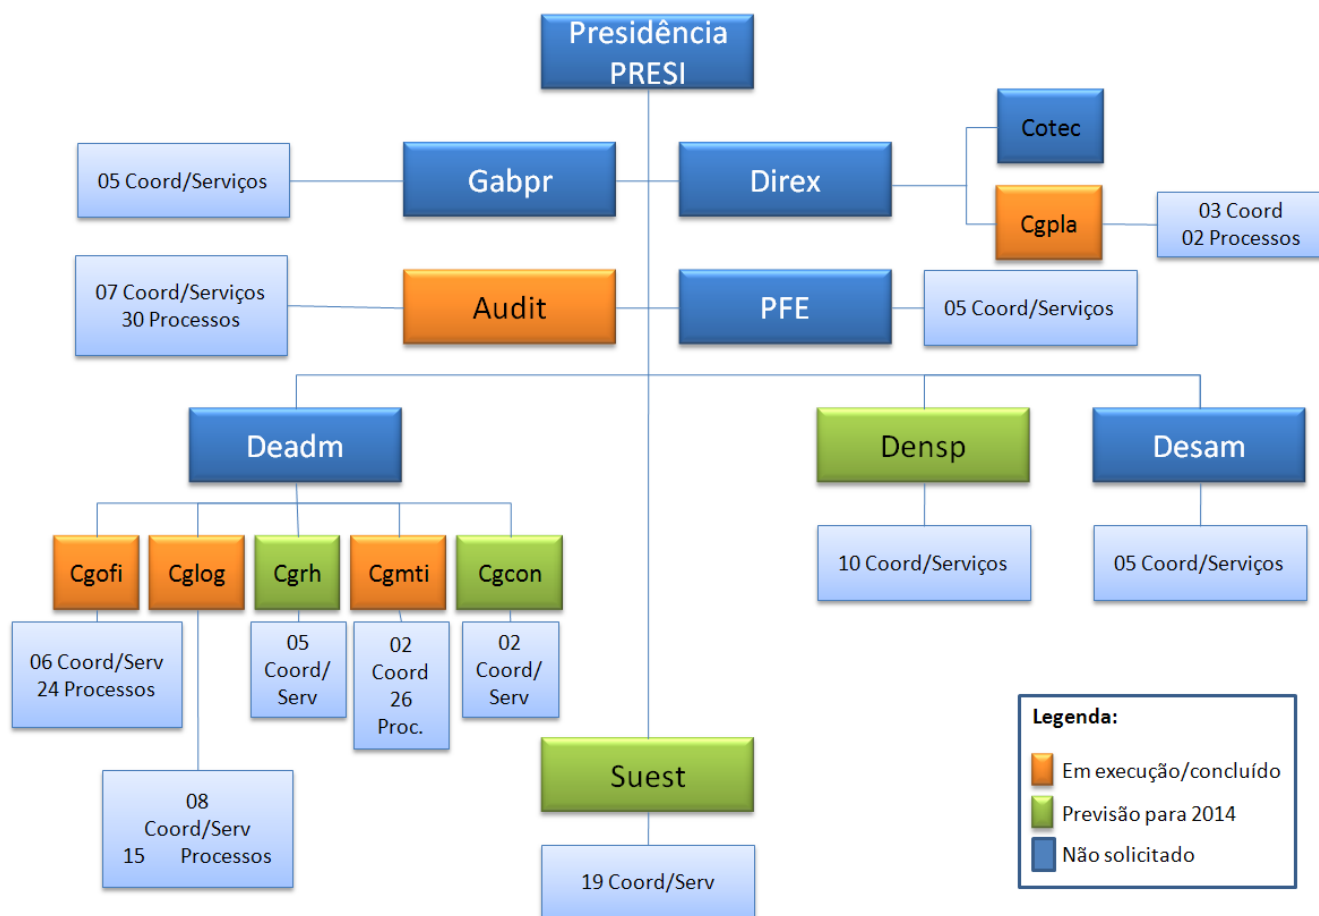 Presidência
PRESI
Cotec
05 Coord/Serviços
Gabpr
Direx
Cgpla
03 Coord
02 Processos
07 Coord/Serviços
30 Processos
Audit
PFE
05 Coord/Serviços
Deadm
Densp
Desam
10 Coord/Serviços
05 Coord/Serviços
Cgofi
Cglog
Cgrh
Cgmti
Cgcon
06 Coord/Serv
24 Processos
05
Coord/
Serv
02
Coord
26
Proc.
02
Coord/
Serv
08
Coord/Serv
15 Processos
Suest
19 Coord/Serv
Legenda:
Em execução/concluído
Previsão para 2014
Não solicitado